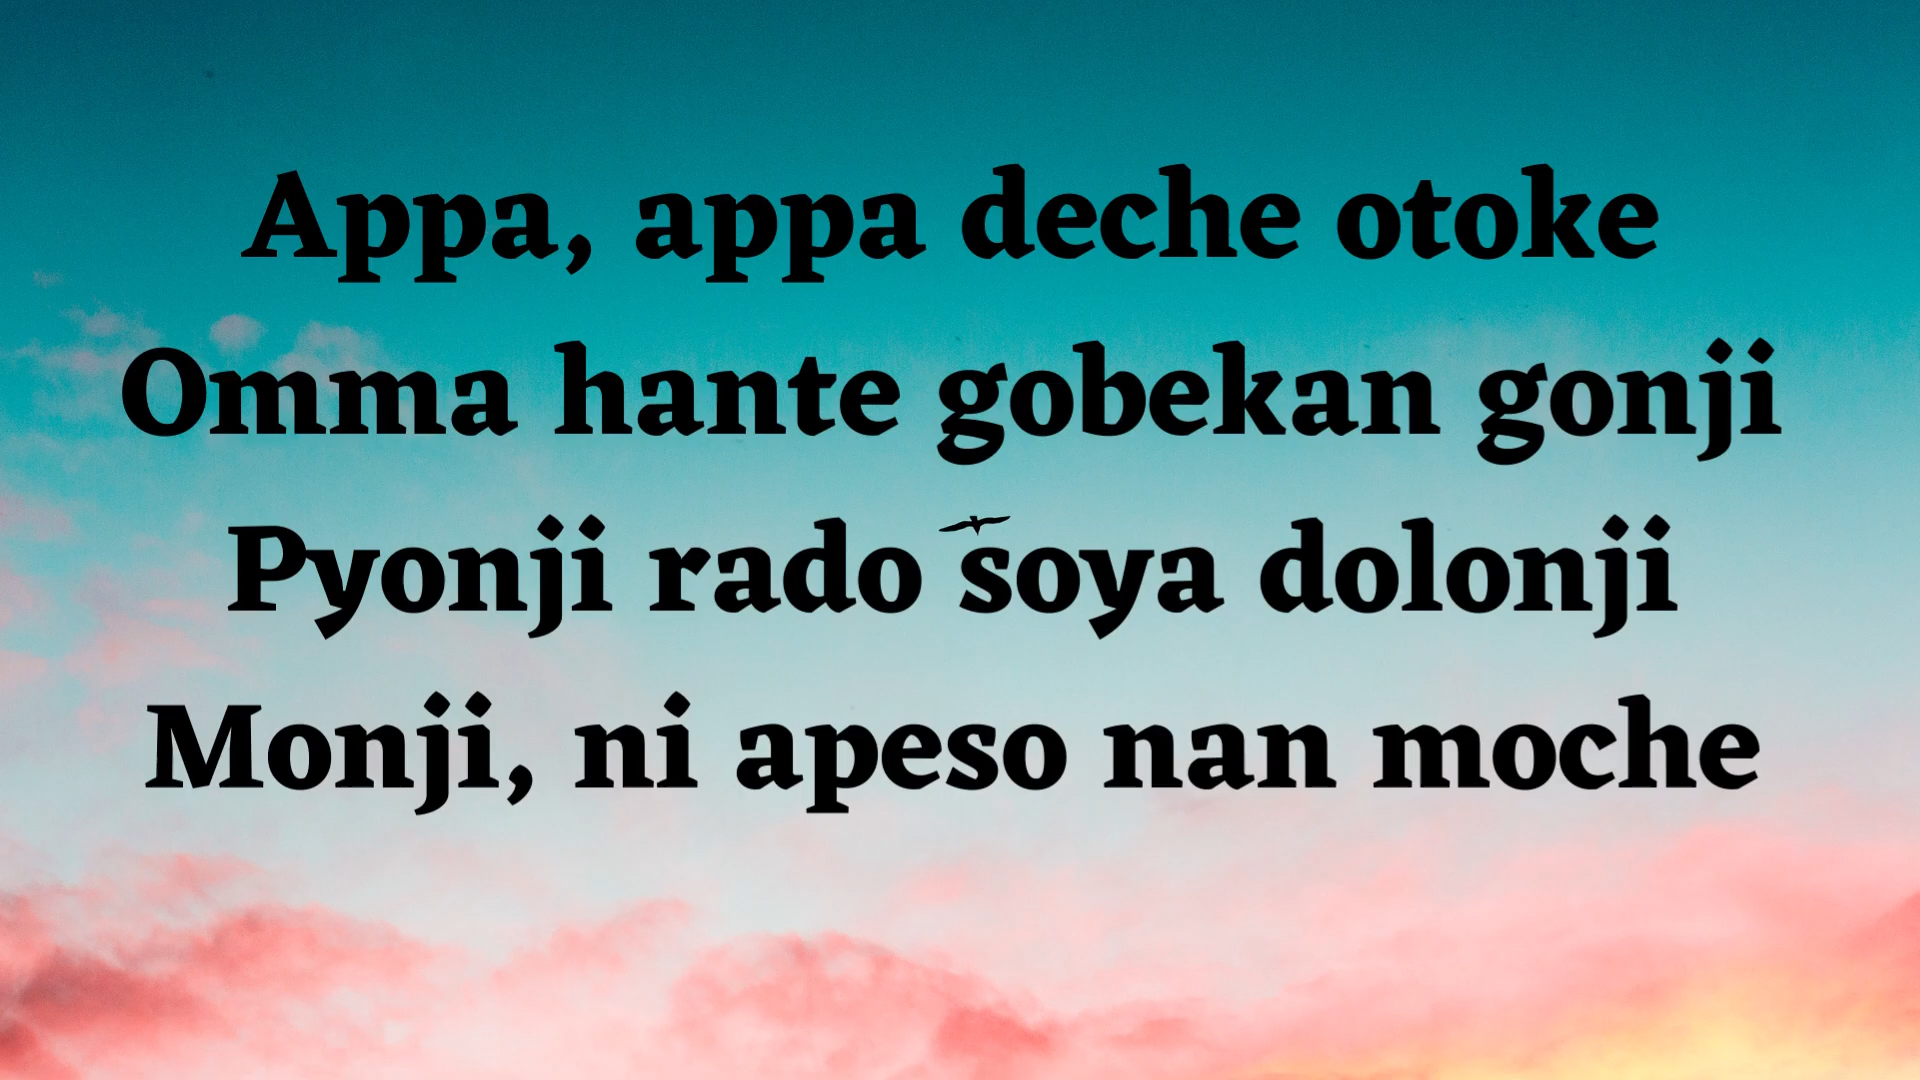 Appa, appa deche otoke
Omma hante gobekan gonji
Pyonji rado soya dolonji
Monji, ni apeso nan moche